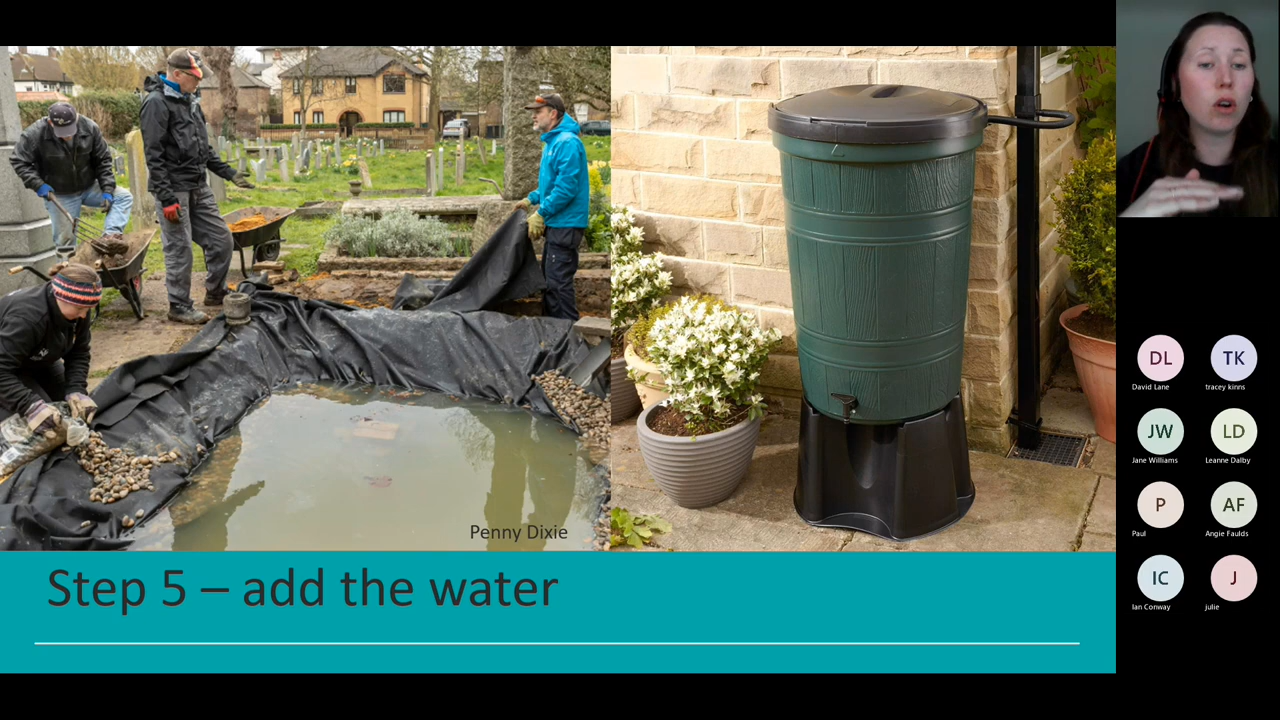 Penny Dixie
Step 5 – add the water
DL
TK
David Lane
tracey kinns
JW
LD
Jane Williams
Leanne Dalby
P
AF
Paul
Angie Faulds
IC
J
Ian Conway
julie